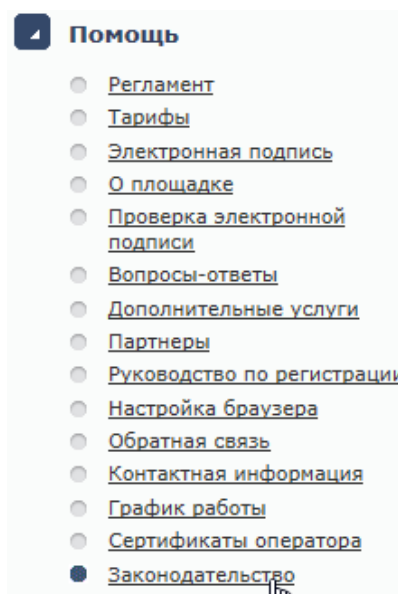 Помощь
Регламент
Тарифы
Электронная подпись
О площадке
Проверка электронной
подписи
Вопросы-ответы
Дополнительные услуги
Партнеры
Руководство по регистрации
Настройка браузера
Обратная связь
Контактная информация
График работы
Сертификаты оператора
Законодательство